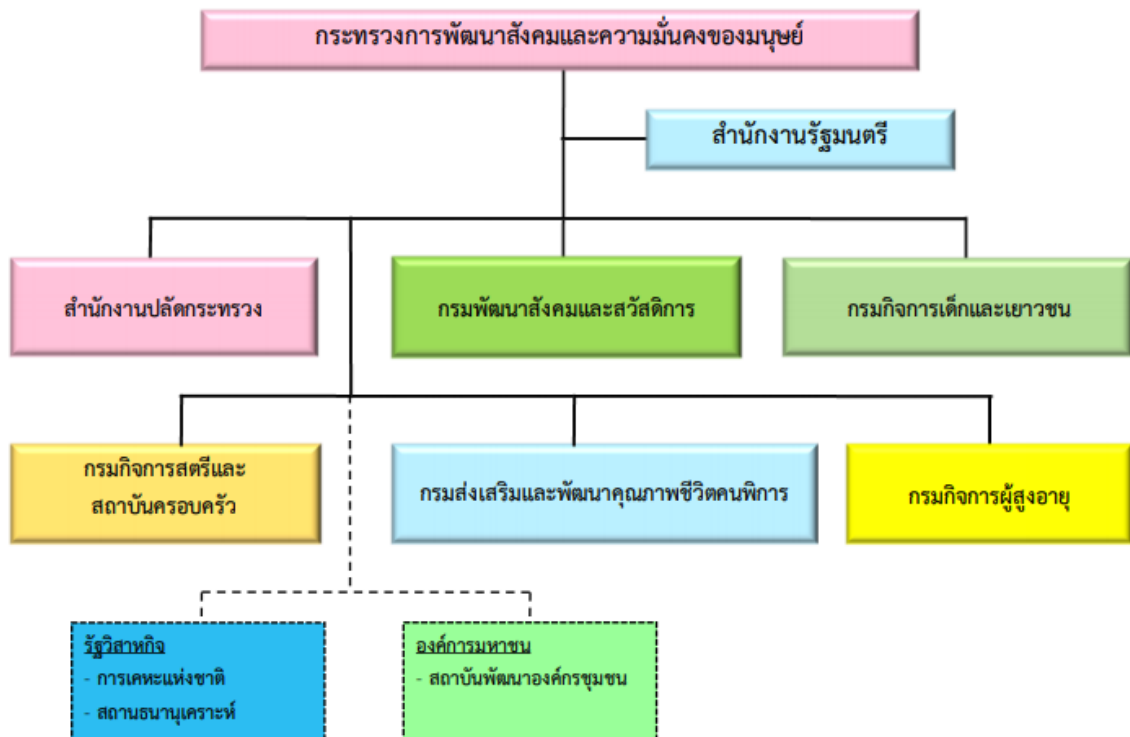 กระทรวงการพัฒนาสังคมและความมั่นคงของมนุษย์
สำนักงานรัฐมนตรี
สำนักงานปลัดกระทรวง
กรมพัฒนาสังคมและสวัสดิการ
กรมกิจการเด็กและเยาวชน
กรมกิจการสตรีและ
สถาบันครอบครัว
กรมส่งเสริมและพัฒนาคุณภาพชีวิตคนพิการ
กรมกิจการผู้สูงอายุ
รัฐวิสาหกิจ
- การเคหะแห่งชาติ
- สถานธนานุเคราะห์
องค์การมหาชน
- สถาบันพัฒนาองค์กรชุมชน